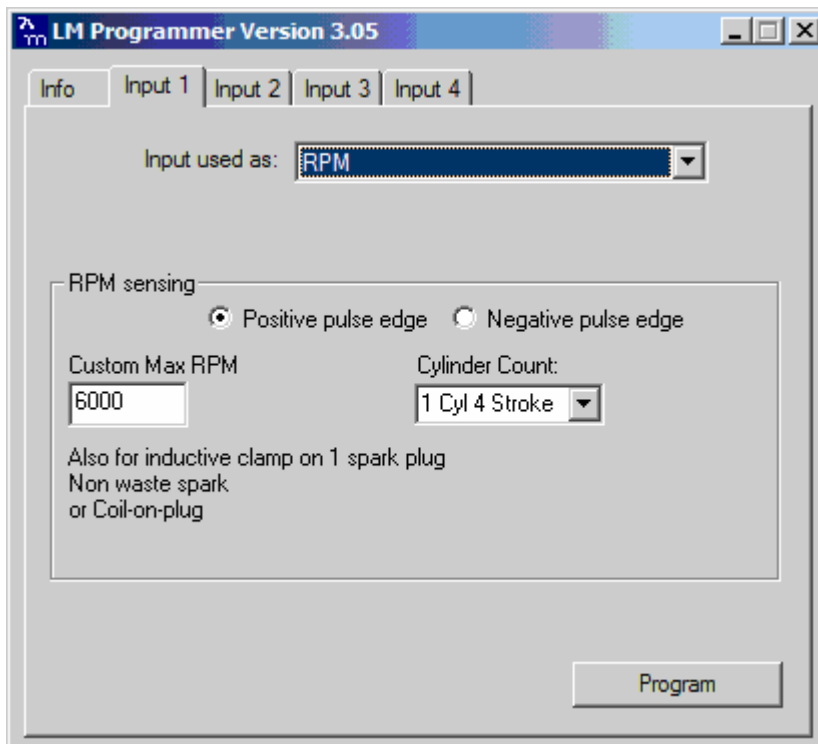 LM Programmer Version 3.05
Info Input 1 Input 2 Input 3 Input 4
Input used as: RPM
RPM sensing
Positive pulse edge Negative pulse edge
Custom Max RPM Cylinder Count:
6000 1 Cyl 4 Stroke
Also for inductive clamp on 1 spark plug
Non waste spark
or Coil-on-plug
Program